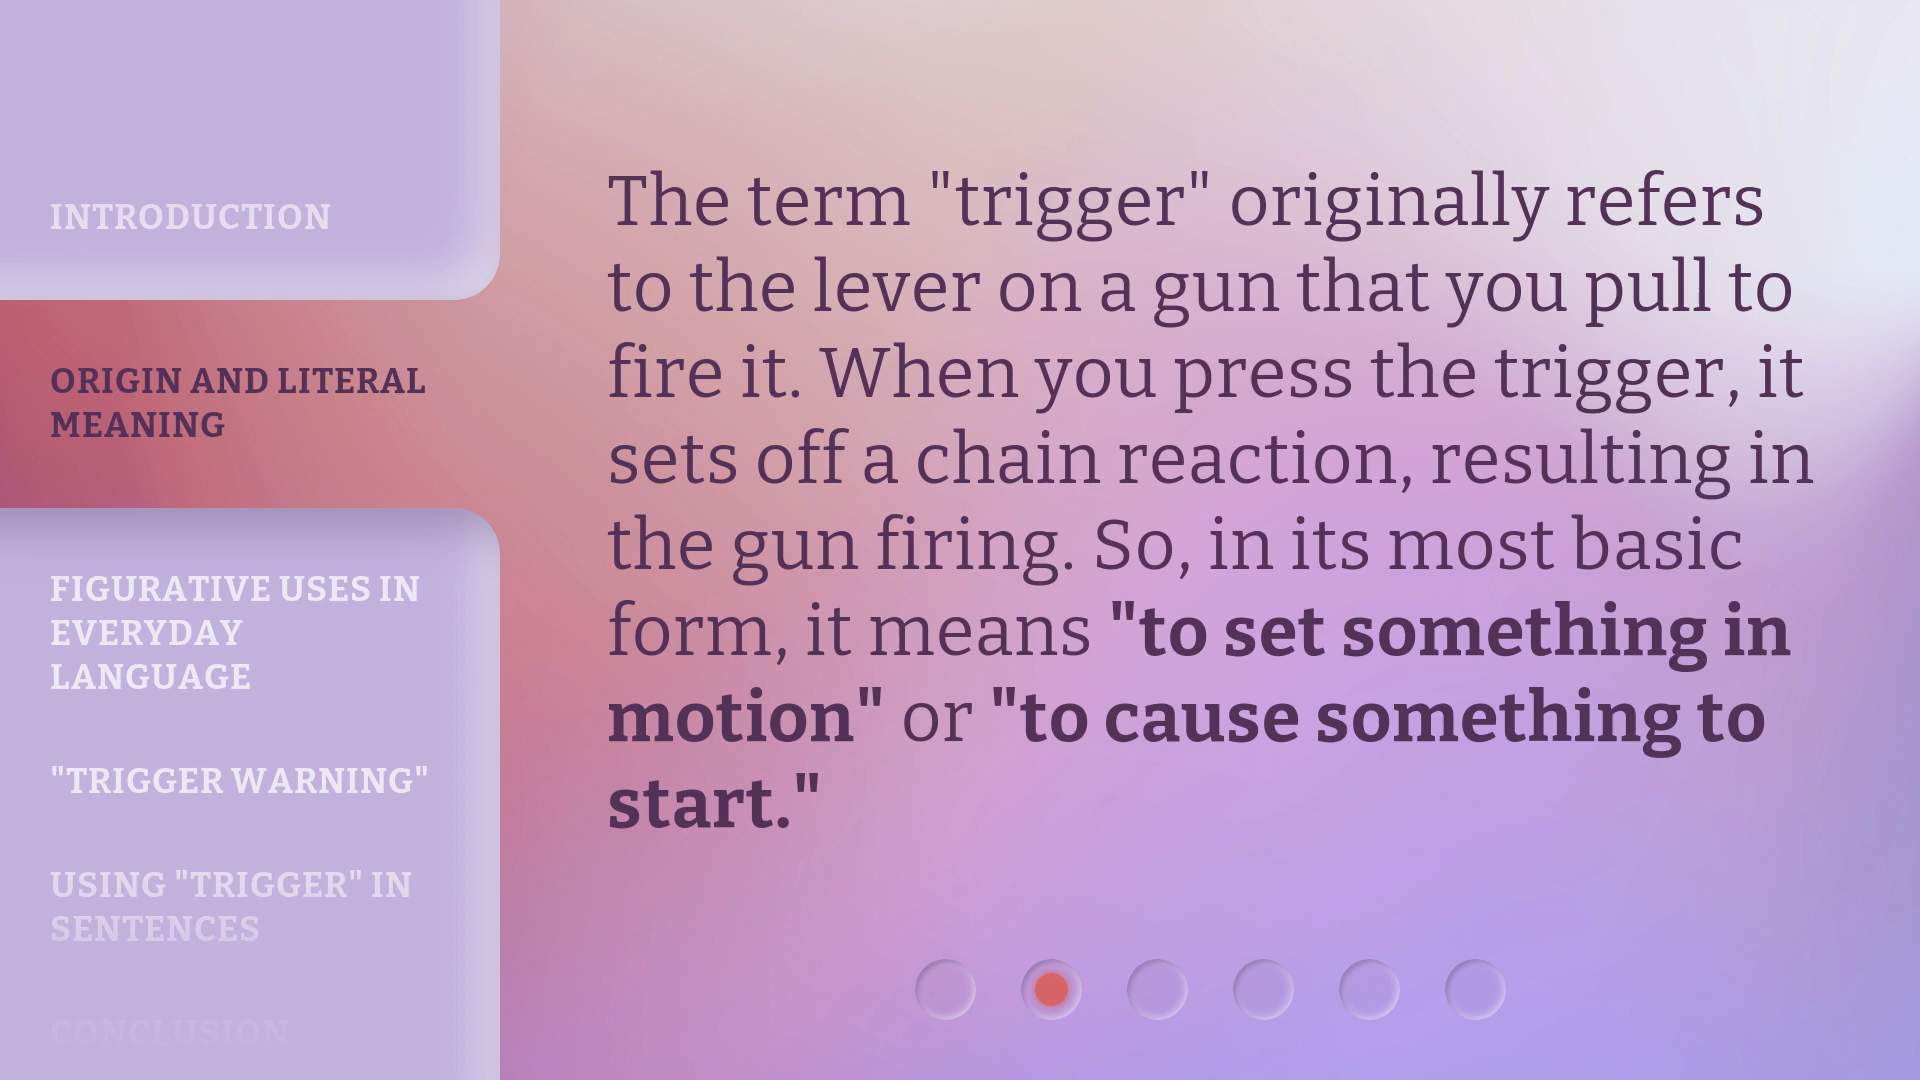 INTRODUCTION
ORIGIN AND LITERAL
MEANING
FIGURATIVE USES IN
EVERYDAY
LANGUAGE
"TRIGGER WARNING"
USING "TRIGGER" IN
SENTENCES
CONCLUSION
The term "trigger" originally refers
to the lever on a gun that you pull to
fire it. When you press the trigger, it
sets off a chain reaction, resulting in
the gun firing. So, in its most basic
form, it means "to set something in
motion" or "to cause something to
start."